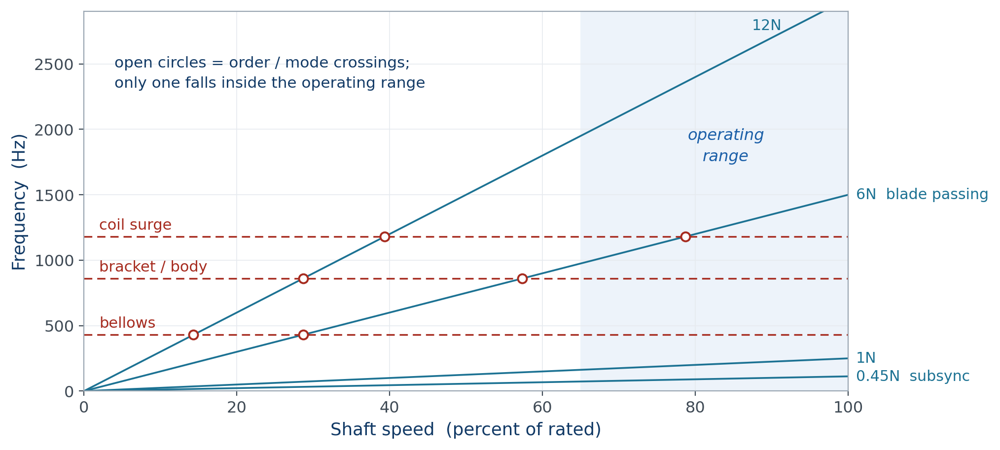 12N
open circles = order / mode crossings;
only one falls inside the operating range
operating
range
coil surge
bracket / body
bellows
6N  blade passing
1N
0.45N  subsync
Frequency  (Hz)
2500
2000
1500
1000
500
0
0 20 40 60 80 100
Shaft speed  (percent of rated)